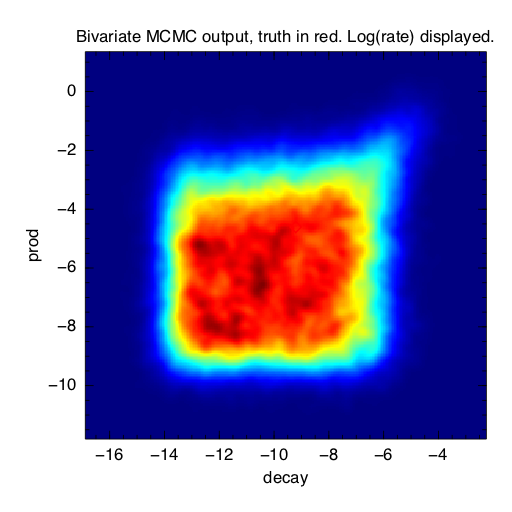 Bivariate MCMC output, truth in red. Log(rate) displayed.
0
−2
−4
−6
−8
−10
prod
−16 −14 −12 −10 −8 −6 −4
decay